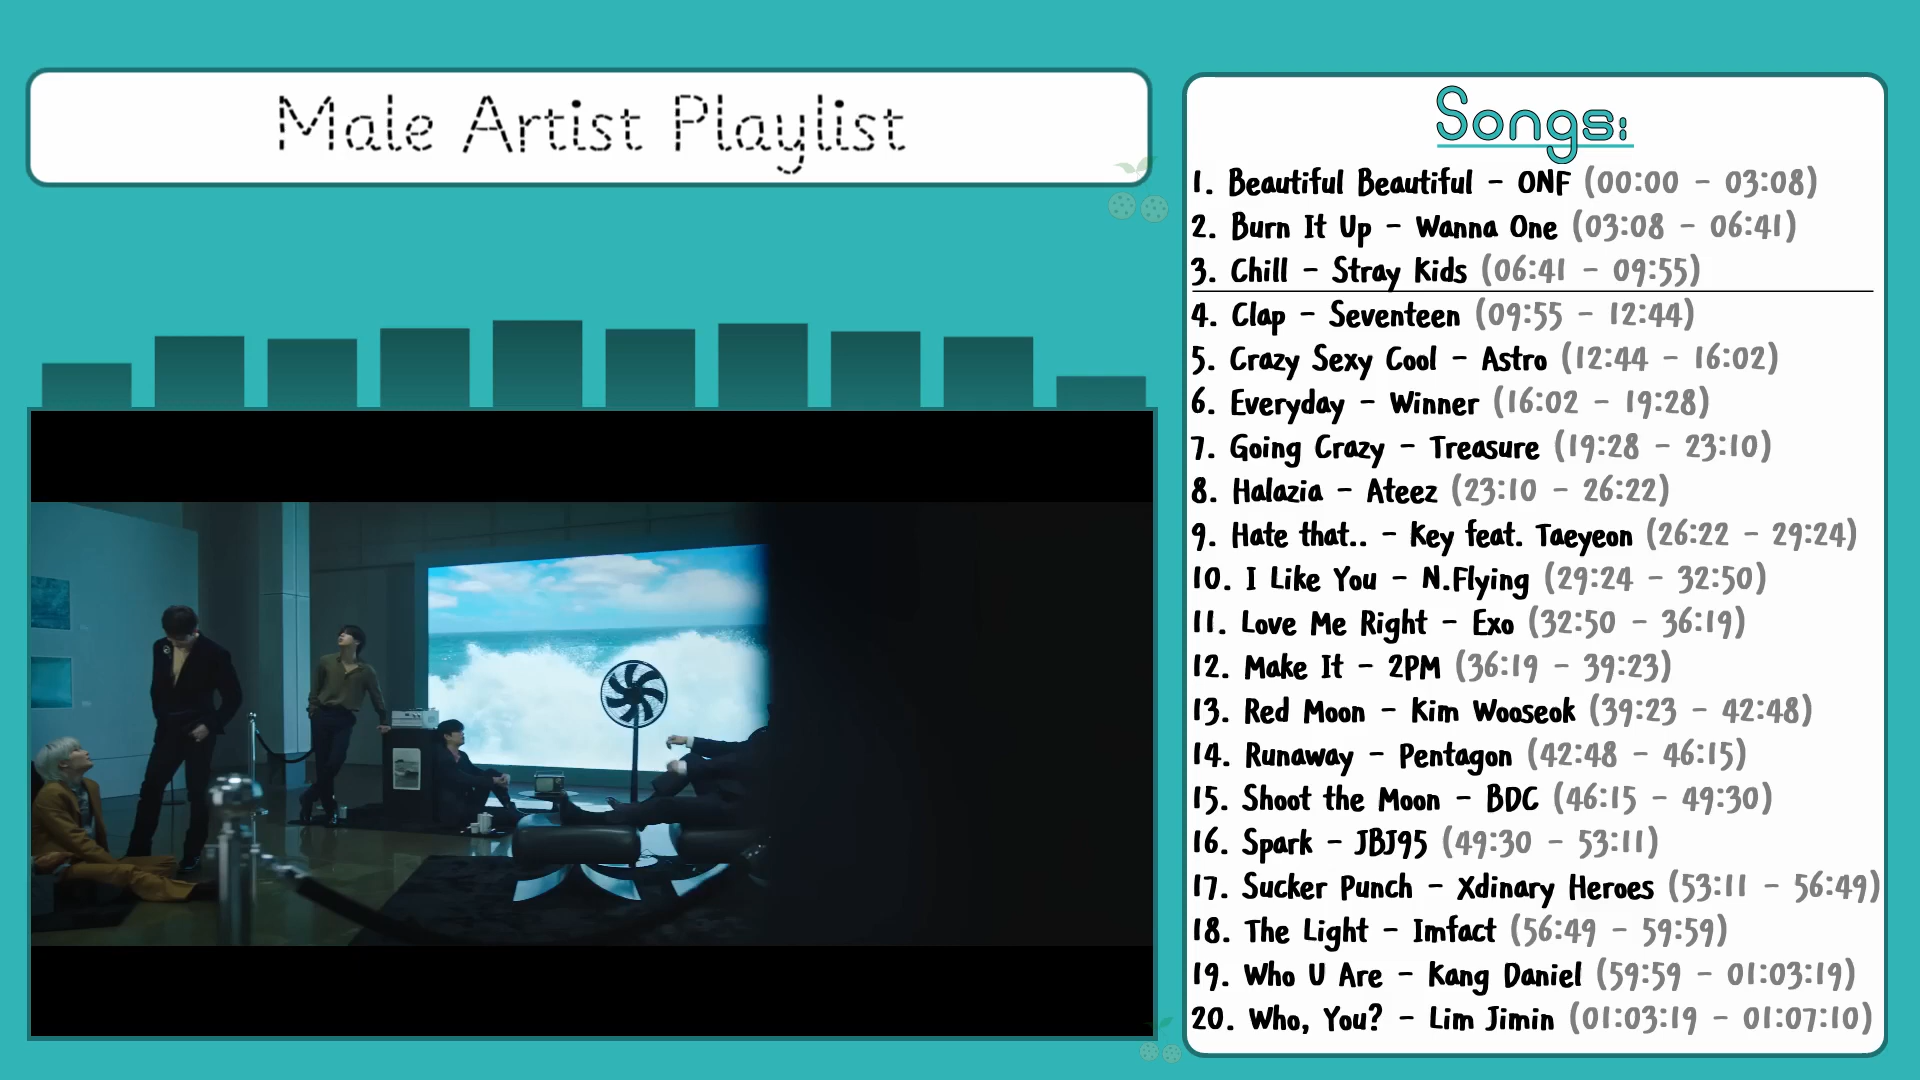 Male Artist Playlist
Songs:
1. Beautiful Beautiful - ONF (00:00 - 03:08)
2. Burn It Up - Wanna One (03:08 - 06:41)
3. Chill - Stray Kids (06:41 - 09:55)
4. Clap - Seventeen (09:55 - 12:44)
5. Crazy Sexy Cool - Astro (12:44 - 16:02)
6. Everyday - Winner (16:02 - 19:28)
7. Going Crazy - Treasure (19:28 - 23:10)
8. Halazia - Ateez (23:10 - 26:22)
9. Hate that.. - Key feat. Taeyeon (26:22 - 29:24)
10. I Like You - N.Flying (29:24 - 32:50)
11. Love Me Right - Exo (32:50 - 36:19)
12. Make It - 2PM (36:19 - 39:23)
13. Red Moon - Kim Wooseok (39:23 - 42:48)
14. Runaway - Pentagon (42:48 - 46:15)
15. Shoot the Moon - BDC (46:15 - 49:30)
16. Spark - JBJ95 (49:30 - 53:11)
17. Sucker Punch - Xdinary Heroes (53:11 - 56:49)
18. The Light - Imfact (56:49 - 59:59)
19. Who U Are - Kang Daniel (59:59 - 01:03:19)
20. Who, You? - Lim Jimin (01:03:19 - 01:07:10)